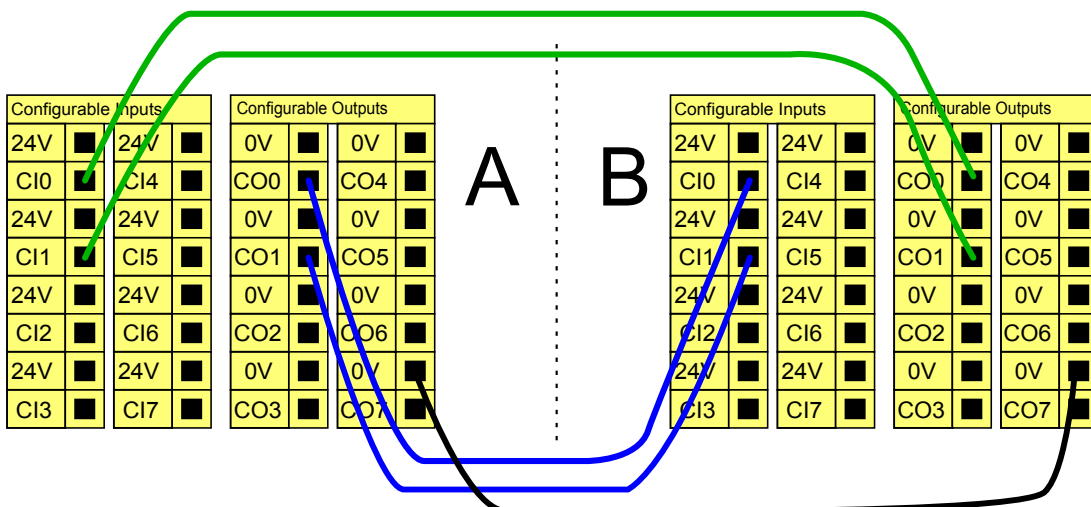 Configurable Inputs Configurable Outputs Configurable Inputs Configurable Outputs
24V 24V 0V 0V A B 24V 24V 0V 0V
CI0 CI4 CO0 CO4 CI0 CI4 CO0 CO4
24V 24V 0V 0V 24V 24V 0V 0V
CI1 CI5 CO1 CO5 CI1 CI5 CO1 CO5
24V 24V 0V 0V 24V 24V 0V 0V
CI2 CI6 CO2 CO6 CI2 CI6 CO2 CO6
24V 24V 0V 0V 24V 24V 0V 0V
CI3 CI7 CO3 CO7 CI3 CI7 CO3 CO7